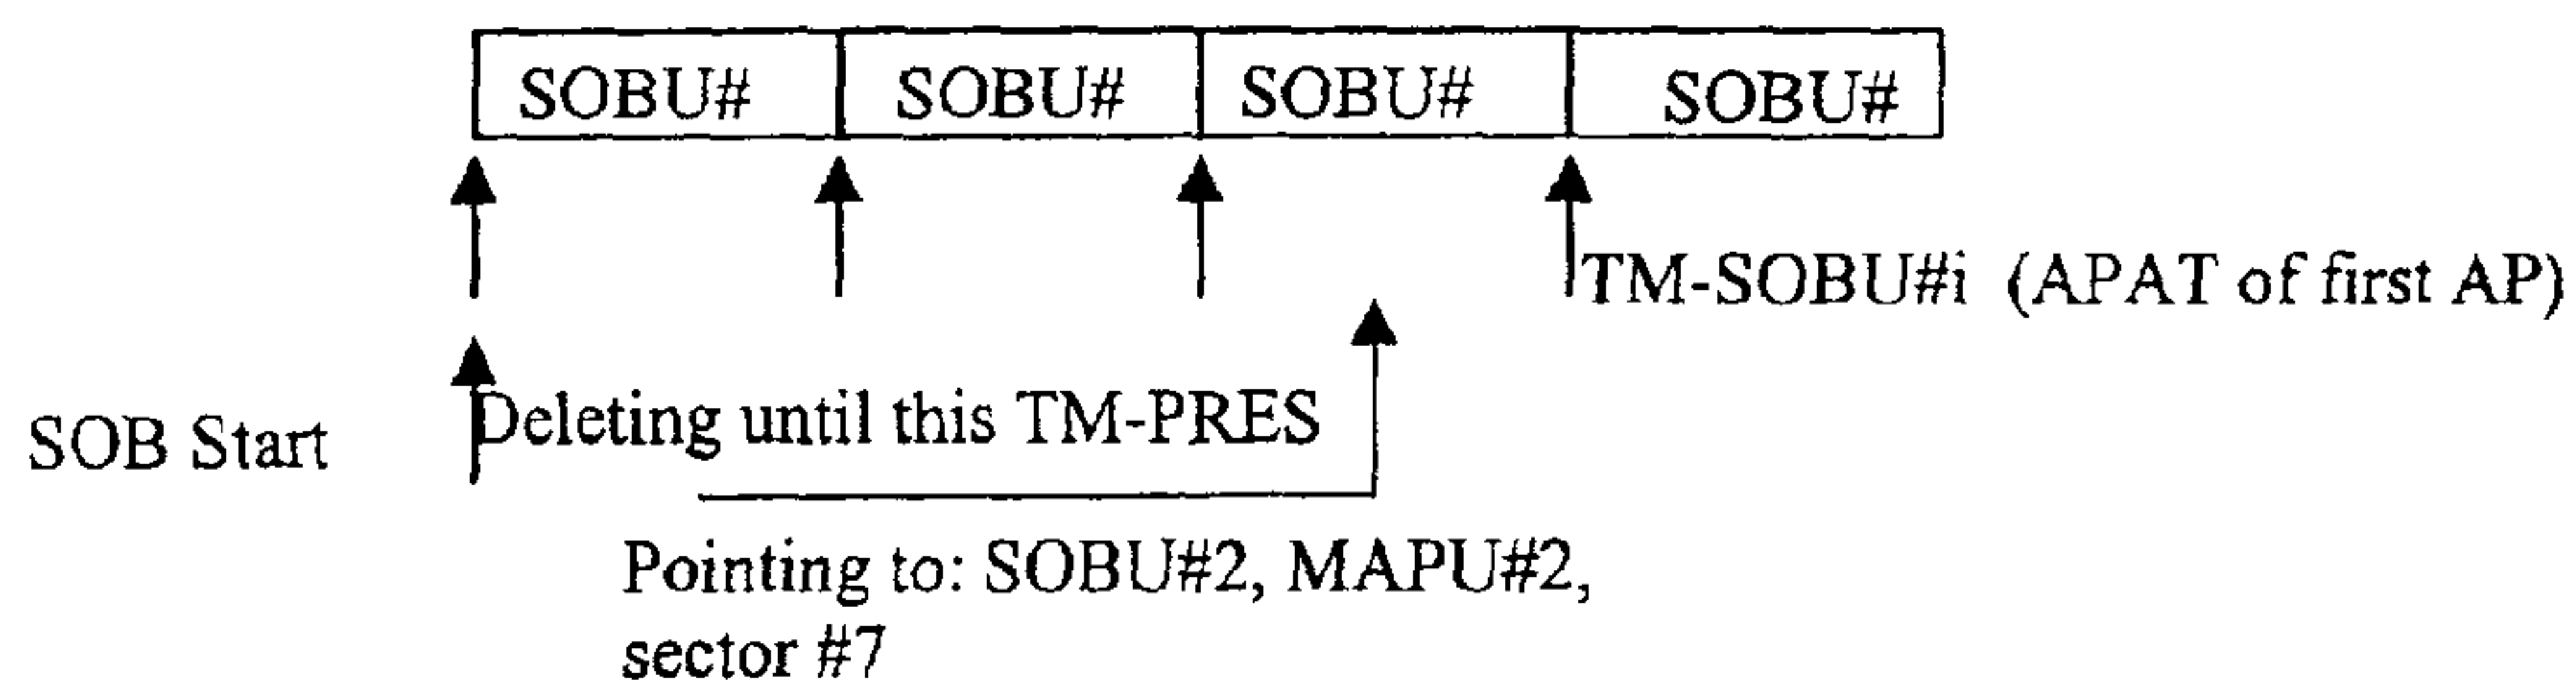 SOBU# SOBU# SOBU# SOBU#
TM-SOBU#i (APAT of first AP)
Deleting until this TM-PRES
SOB Start
Pointing to: SOBU#2, MAPU#2,
sector #7